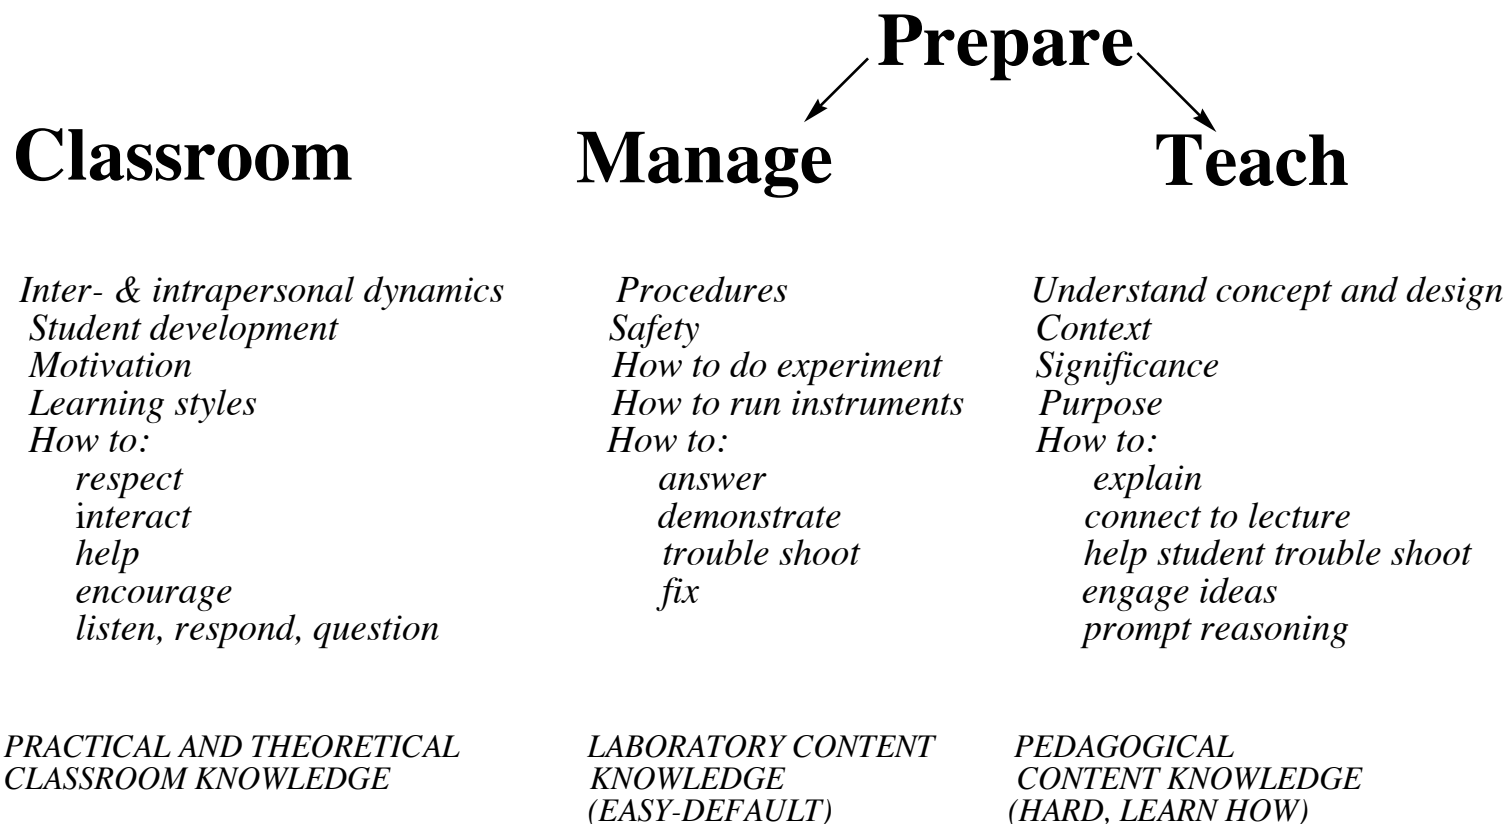 Prepare
Classroom
Manage
Teach
Inter- & intrapersonal dynamics
Student development
Motivation
Learning styles
How to:
respect
interact
help
encourage
listen, respond, question
PRACTICAL AND THEORETICAL
CLASSROOM KNOWLEDGE
Procedures
Safety
How to do experiment
How to run instruments
How to:
answer
demonstrate
trouble shoot
fix
LABORATORY CONTENT
KNOWLEDGE
(EASY-DEFAULT)
Understand concept and design
Context
Significance
Purpose
How to:
explain
connect to lecture
help student trouble shoot
engage ideas
prompt reasoning
PEDAGOGICAL
CONTENT KNOWLEDGE
(HARD, LEARN HOW)